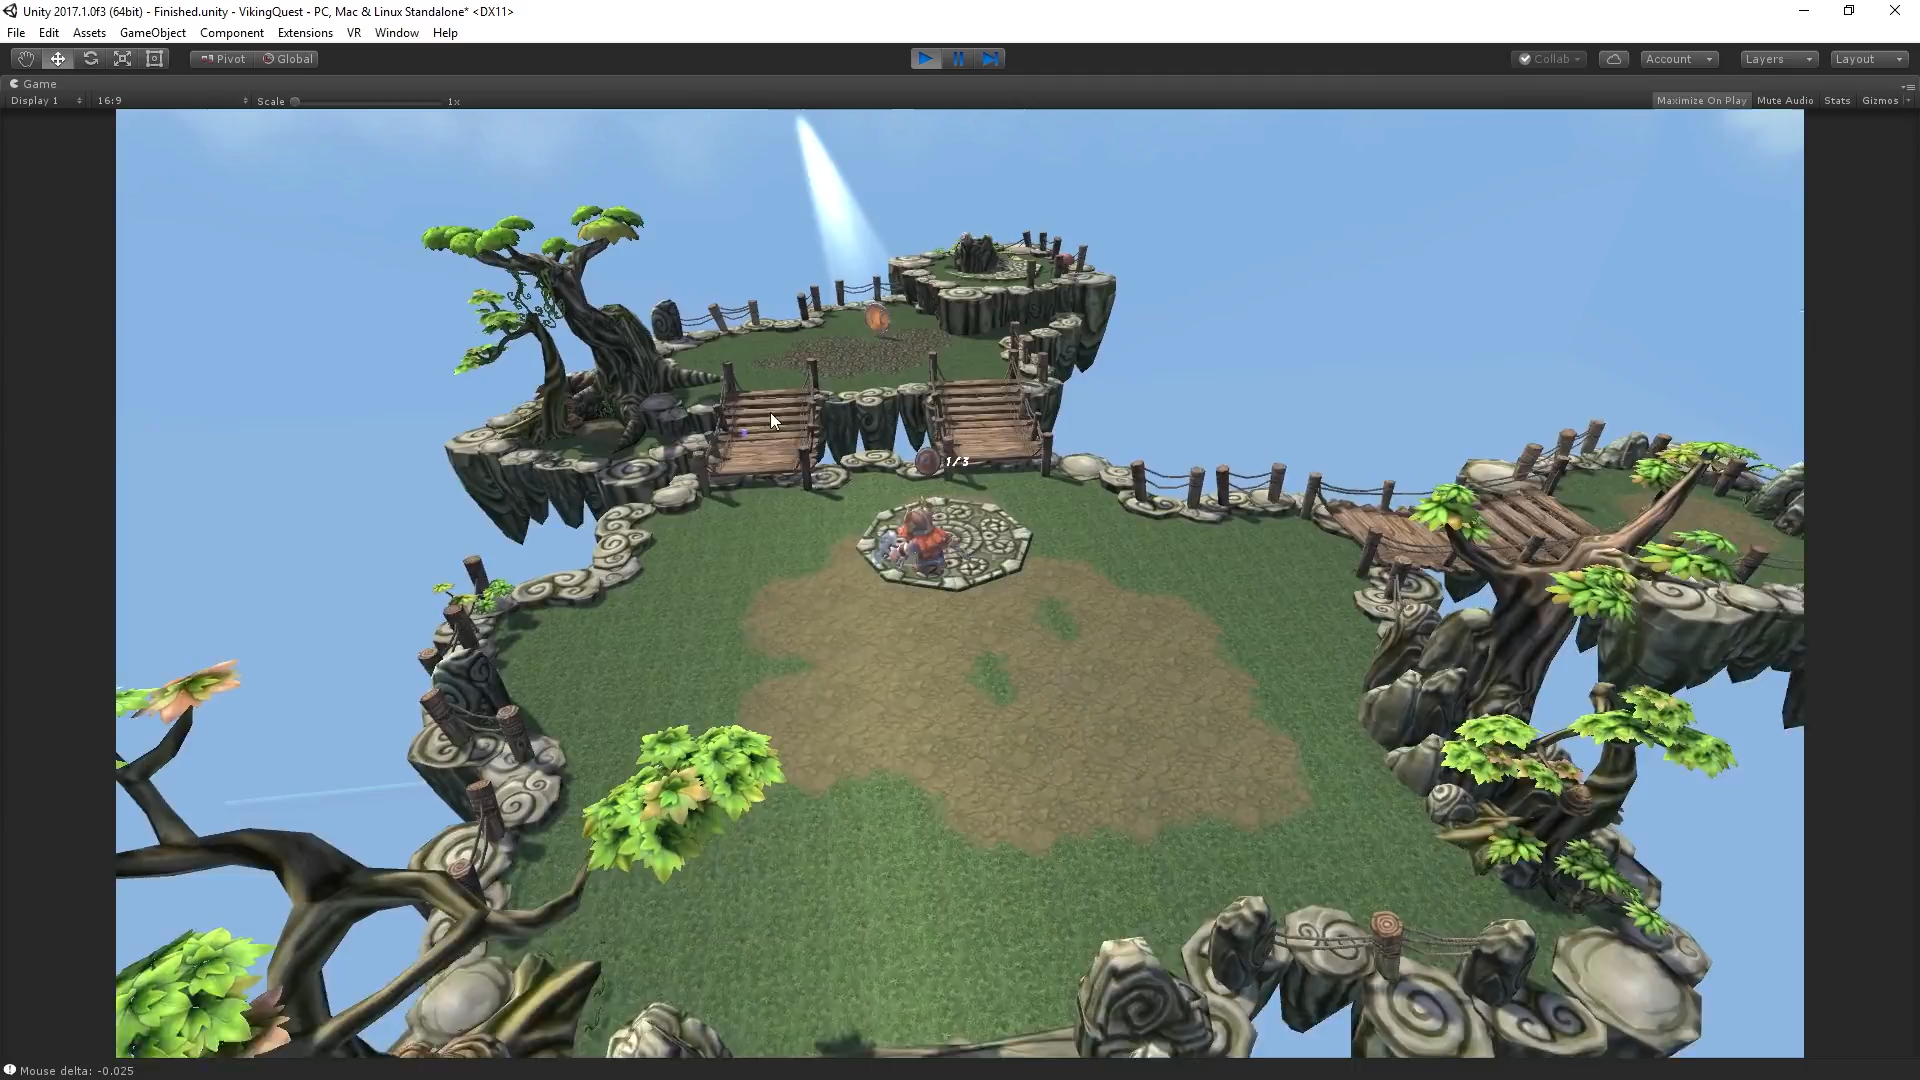 Unity 2017.1.0f3 (64bit) - Finished.unity - VikingQuest - PC, Mac & Linux Standalone* <DX11>
File Edit Assets GameObject Component Extensions VR Window Help
Pivot Global Collab Account Layers Layout
Game
Display 1 16:9 Scale 1x Maximize On Play Mute Audio Stats Gizmos
1/3
Mouse delta: -0.025